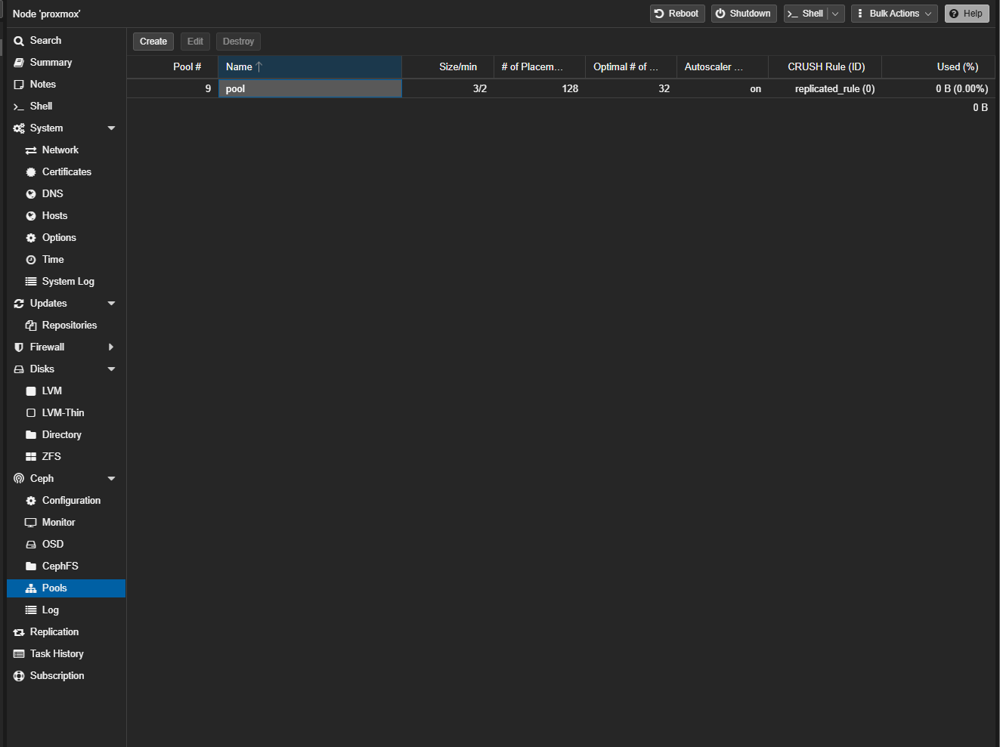 Node 'proxmox'
Reboot
Shutdown
Shell
Bulk Actions
Help
Search
Summary
Notes
Shell
System
Network
Certificates
DNS
Hosts
Options
Time
System Log
Updates
Repositories
Firewall
Disks
LVM
LVM-Thin
Directory
ZFS
Ceph
Configuration
Monitor
OSD
CephFS
Pools
Log
Replication
Task History
Subscription
Create Edit Destroy
Pool # Name Size/min # of Placem... Optimal # of ... Autoscaler ... CRUSH Rule (ID) Used (%)
9 pool 3/2 128 32 on replicated_rule (0) 0 B (0.00%)
0 B